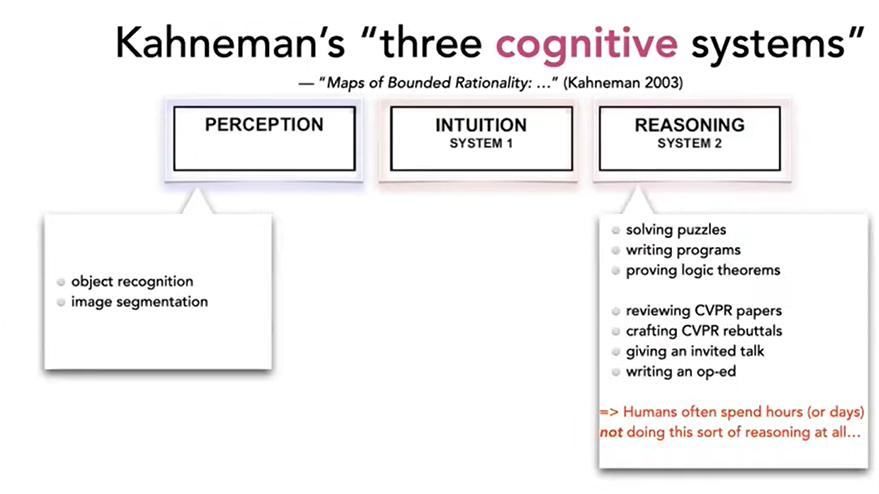 Kahneman's "three cognitive systems"
— "Maps of Bounded Rationality: …" (Kahneman 2003)
PERCEPTION
INTUITION
SYSTEM 1
REASONING
SYSTEM 2
object recognition
image segmentation
solving puzzles
writing programs
proving logic theorems
reviewing CVPR papers
crafting CVPR rebuttals
giving an invited talk
writing an op-ed
=> Humans often spend hours (or days)
not doing this sort of reasoning at all…